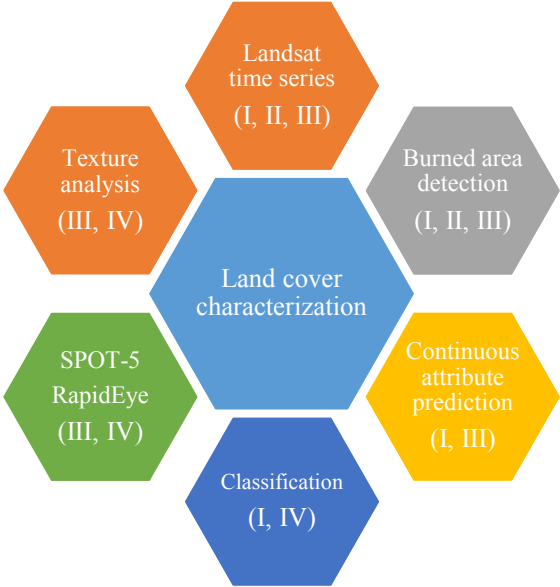 Landsat
time series
(I, II, III)
Texture
analysis
(III, IV)
Burned area
detection
(I, II, III)
Land cover
characterization
SPOT-5
RapidEye
(III, IV)
Continuous
attribute
prediction
(I, III)
Classification
(I, IV)